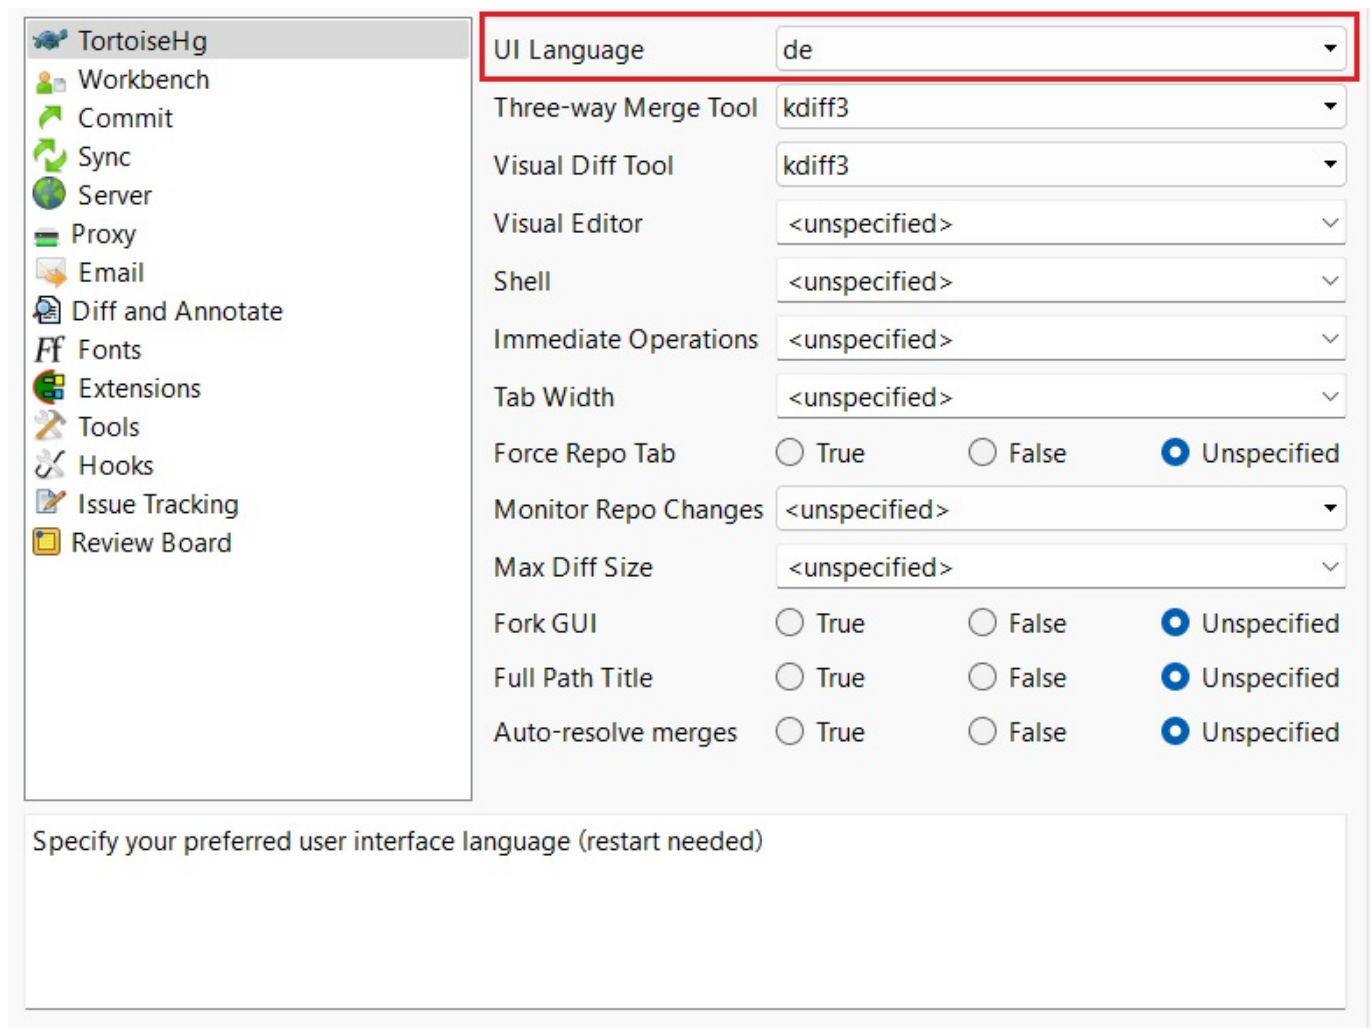 TortoiseHg
Workbench
Commit
Sync
Server
Proxy
Email
Diff and Annotate
Ff Fonts
Extensions
Tools
Hooks
Issue Tracking
Review Board
UI Language de
Three-way Merge Tool kdiff3
Visual Diff Tool kdiff3
Visual Editor <unspecified>
Shell <unspecified>
Immediate Operations <unspecified>
Tab Width <unspecified>
Force Repo Tab True False Unspecified
Monitor Repo Changes <unspecified>
Max Diff Size <unspecified>
Fork GUI True False Unspecified
Full Path Title True False Unspecified
Auto-resolve merges True False Unspecified
Specify your preferred user interface language (restart needed)